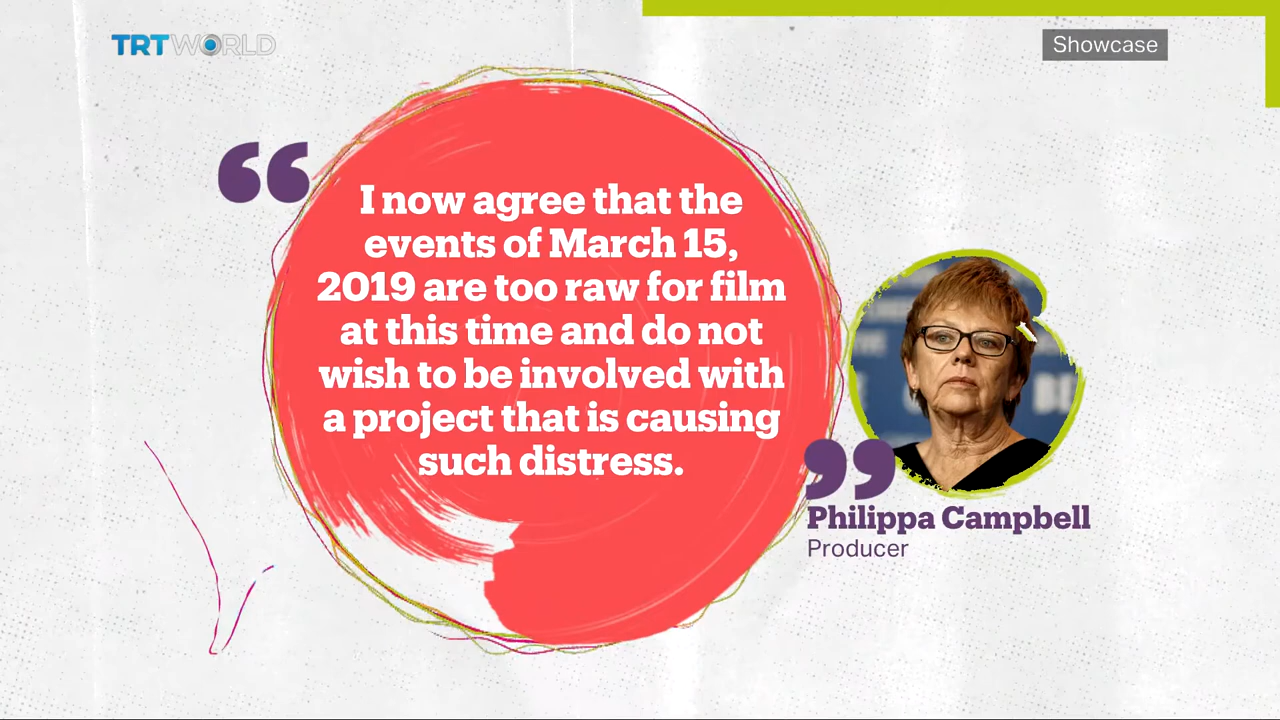 TRT WORLD
Showcase
“
I now agree that the
events of March 15,
2019 are too raw for film
at this time and do not
wish to be involved with
a project that is causing
such distress.
”
Philippa Campbell
Producer